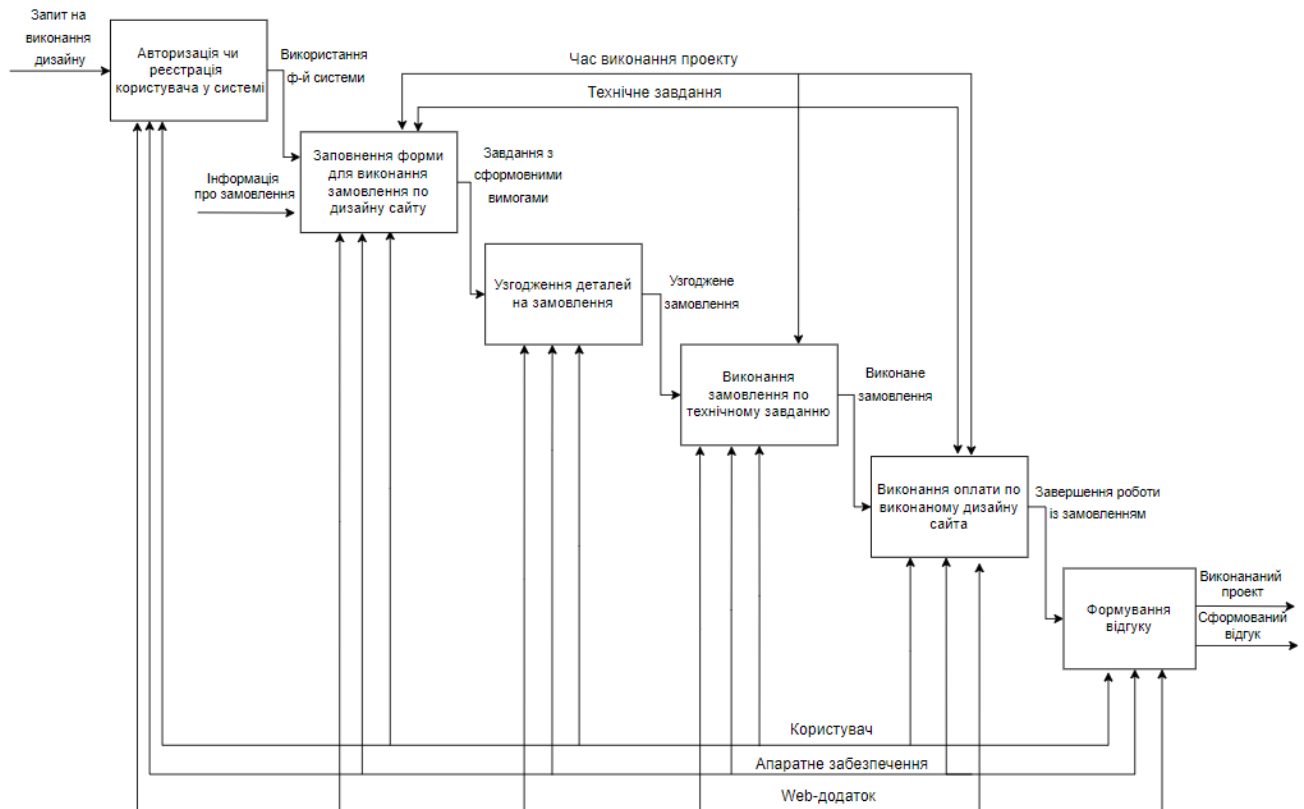 Запит на
виконання
дизайну
Авторизація чи
реєстрація
користувача у системі
Використання
ф-й системи
Час виконання проекту
Технічне завдання
Інформація
про замовлення
Заповнення форми
для виконання
замовлення по
дизайну сайту
Завдання з
сформовними
вимогами
Узгодження деталей
на замовлення
Узгоджене
замовлення
Виконання
замовлення по
технічному завданню
Виконане
замовлення
Виконання оплати по
виконаному дизайну
сайта
Завершення роботи
із замовленням
Формування
відгуку
Виконананий
проект
Сформований
відгук
Користувач
Апаратне забезпечення
Web-додаток